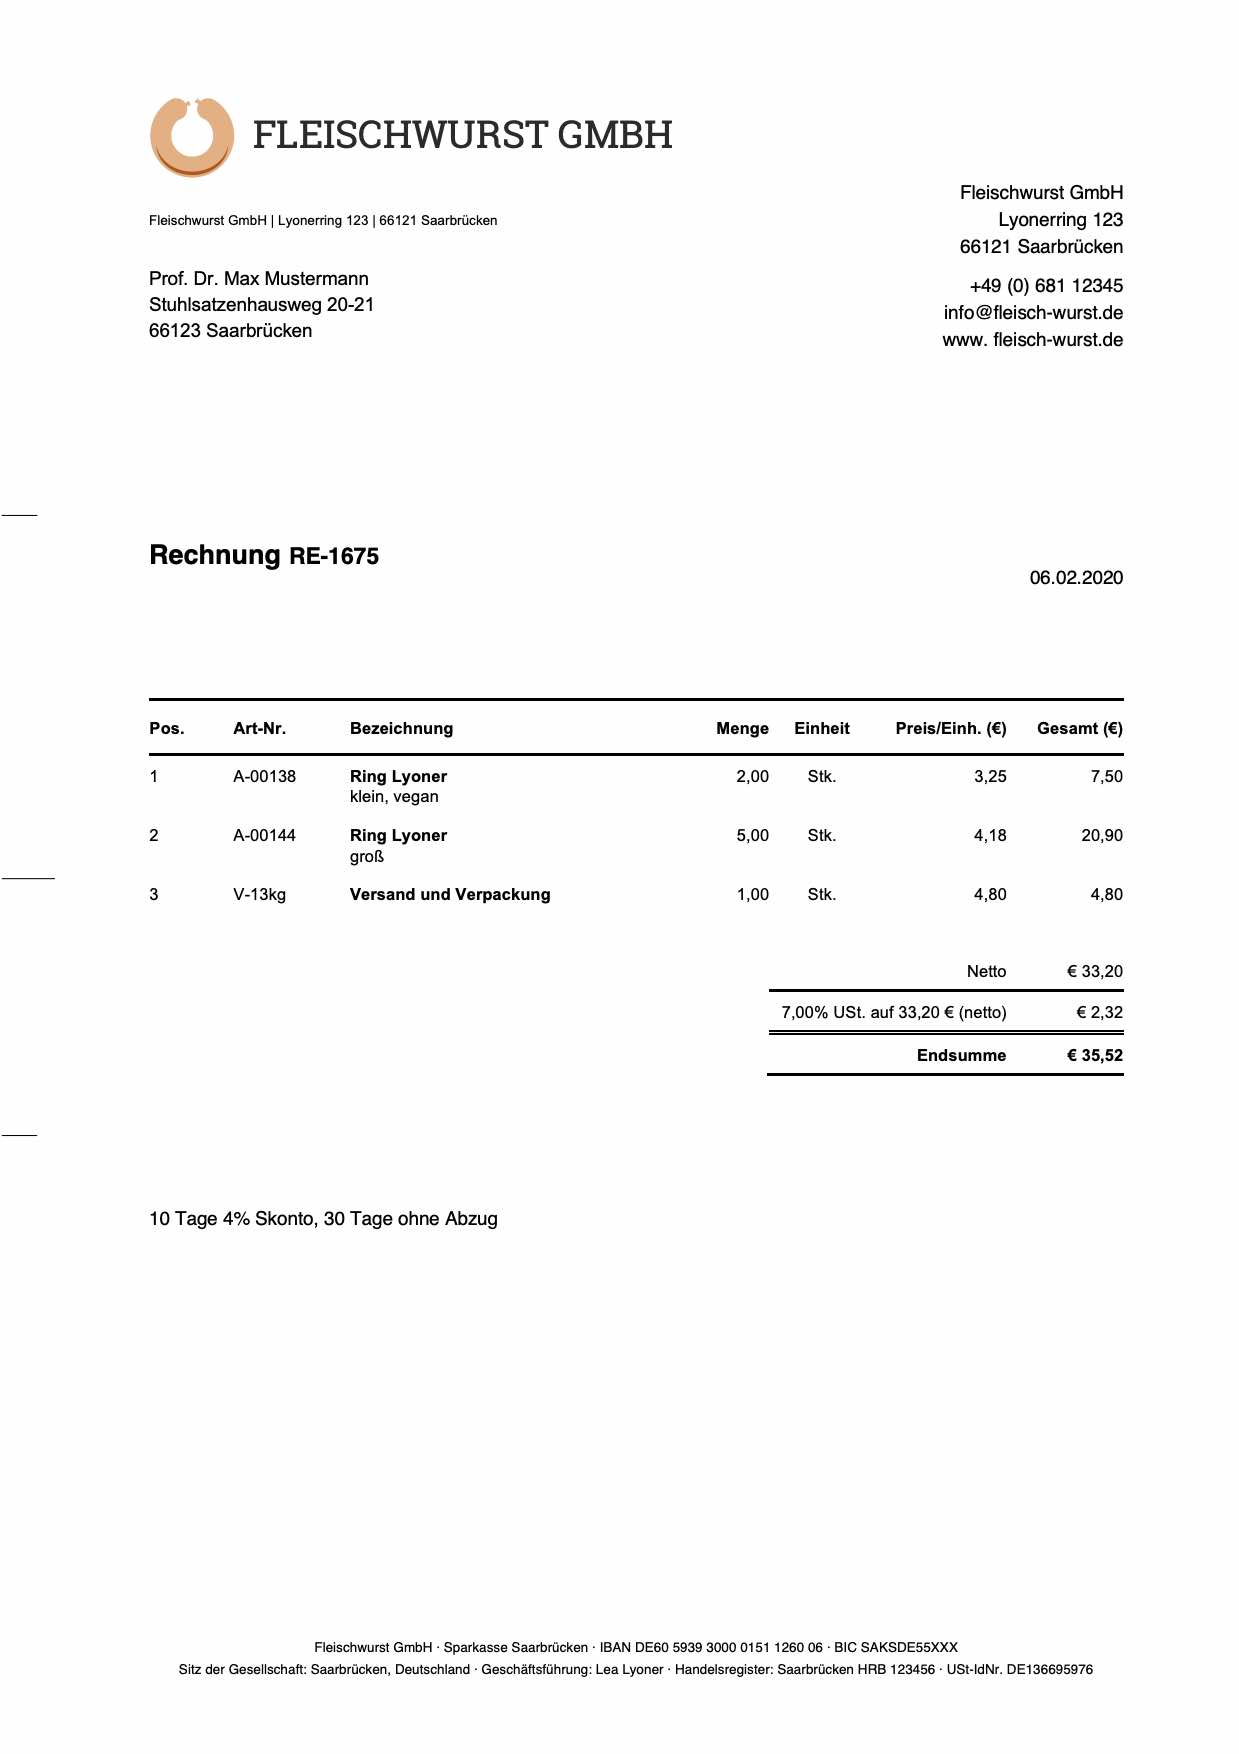 FLEISCHWURST GMBH
Fleischwurst GmbH
Lyonerring 123
66121 Saarbrücken
+49 (0) 681 12345
info@fleisch-wurst.de
www. fleisch-wurst.de
Fleischwurst GmbH | Lyonerring 123 | 66121 Saarbrücken
Prof. Dr. Max Mustermann
Stuhlsatzenhausweg 20-21
66123 Saarbrücken
Rechnung RE-1675
06.02.2020
Pos. Art-Nr. Bezeichnung Menge Einheit Preis/Einh. (€) Gesamt (€)
1 A-00138 Ring Lyoner 2,00 Stk. 3,25 7,50
klein, vegan
2 A-00144 Ring Lyoner 5,00 Stk. 4,18 20,90
groß
3 V-13kg Versand und Verpackung 1,00 Stk. 4,80 4,80
Netto € 33,20
7,00% USt. auf 33,20 € (netto) € 2,32
Endsumme € 35,52
10 Tage 4% Skonto, 30 Tage ohne Abzug
Fleischwurst GmbH · Sparkasse Saarbrücken · IBAN DE60 5939 3000 0151 1260 06 · BIC SAKSDE55XXX
Sitz der Gesellschaft: Saarbrücken, Deutschland · Geschäftsführung: Lea Lyoner · Handelsregister: Saarbrücken HRB 123456 · USt-IdNr. DE136695976